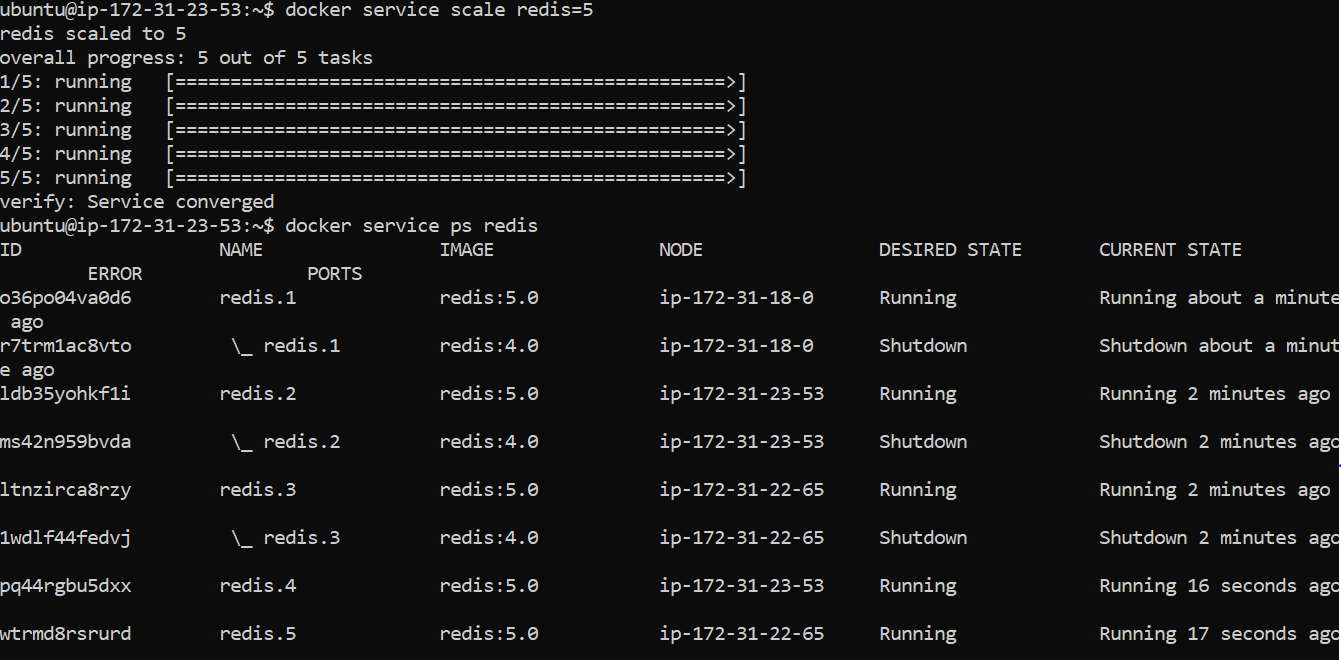 ubuntu@ip-172-31-23-53:~$ docker service scale redis=5
redis scaled to 5
overall progress: 5 out of 5 tasks
1/5: running   [==================================================>]
2/5: running   [==================================================>]
3/5: running   [==================================================>]
4/5: running   [==================================================>]
5/5: running   [==================================================>]
verify: Service converged
ubuntu@ip-172-31-23-53:~$ docker service ps redis
ID                  NAME                IMAGE               NODE                DESIRED STATE       CURRENT STATE
        ERROR               PORTS
o36po04va0d6        redis.1             redis:5.0           ip-172-31-18-0      Running             Running about a minute
 ago
r7trm1ac8vto         \_ redis.1         redis:4.0           ip-172-31-18-0      Shutdown            Shutdown about a minut
e ago
ldb35yohkf1i        redis.2             redis:5.0           ip-172-31-23-53     Running             Running 2 minutes ago
ms42n959bvda         \_ redis.2         redis:4.0           ip-172-31-23-53     Shutdown            Shutdown 2 minutes ago
ltnzirca8rzy        redis.3             redis:5.0           ip-172-31-22-65     Running             Running 2 minutes ago
1wdlf44fedvj         \_ redis.3         redis:4.0           ip-172-31-22-65     Shutdown            Shutdown 2 minutes ago
pq44rgbu5dxx        redis.4             redis:5.0           ip-172-31-23-53     Running             Running 16 seconds ago
wtrmd8rsrurd        redis.5             redis:5.0           ip-172-31-22-65     Running             Running 17 seconds ago